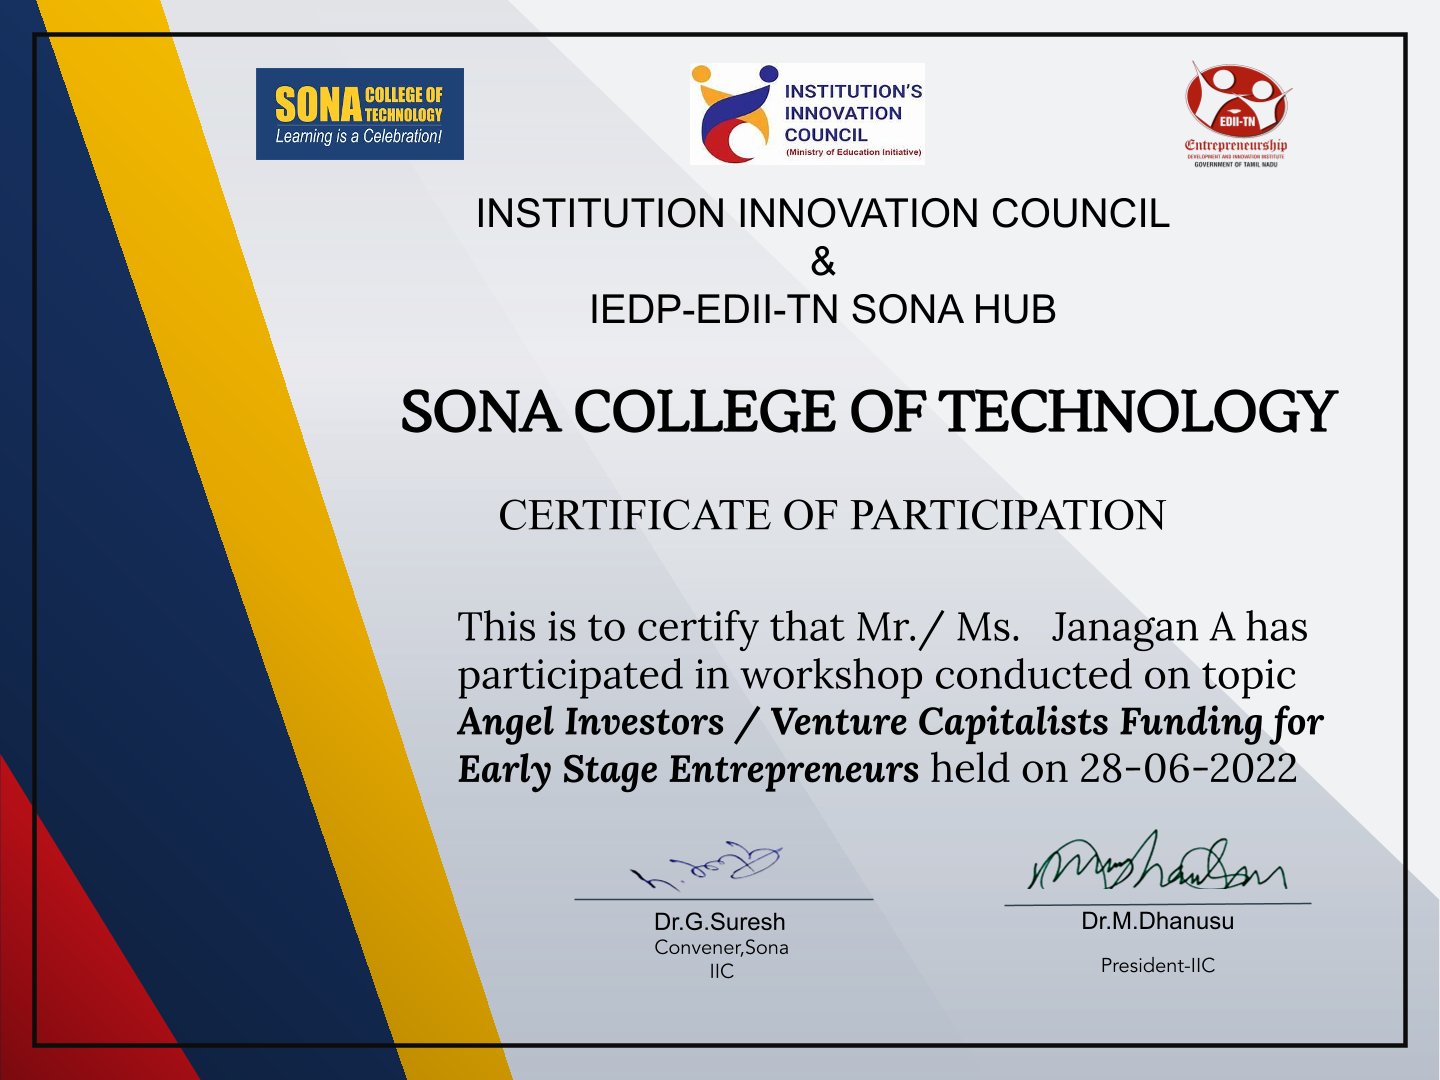 SONA COLLEGE OF
TECHNOLOGY
Learning is a Celebration!
INSTITUTION'S
INNOVATION
COUNCIL
(Ministry of Education Initiative)
EDII-TN
Entrepreneurship
DEVELOPMENT AND INNOVATION INSTITUTE
GOVERNMENT OF TAMIL NADU
INSTITUTION INNOVATION COUNCIL
&
IEDP-EDII-TN SONA HUB
SONA COLLEGE OF TECHNOLOGY
CERTIFICATE OF PARTICIPATION
This is to certify that Mr./ Ms. Janagan A has
participated in workshop conducted on topic
Angel Investors / Venture Capitalists Funding for
Early Stage Entrepreneurs held on 28-06-2022
Dr.G.Suresh
Convener,Sona
IIC
Dr.M.Dhanusu
President-IIC